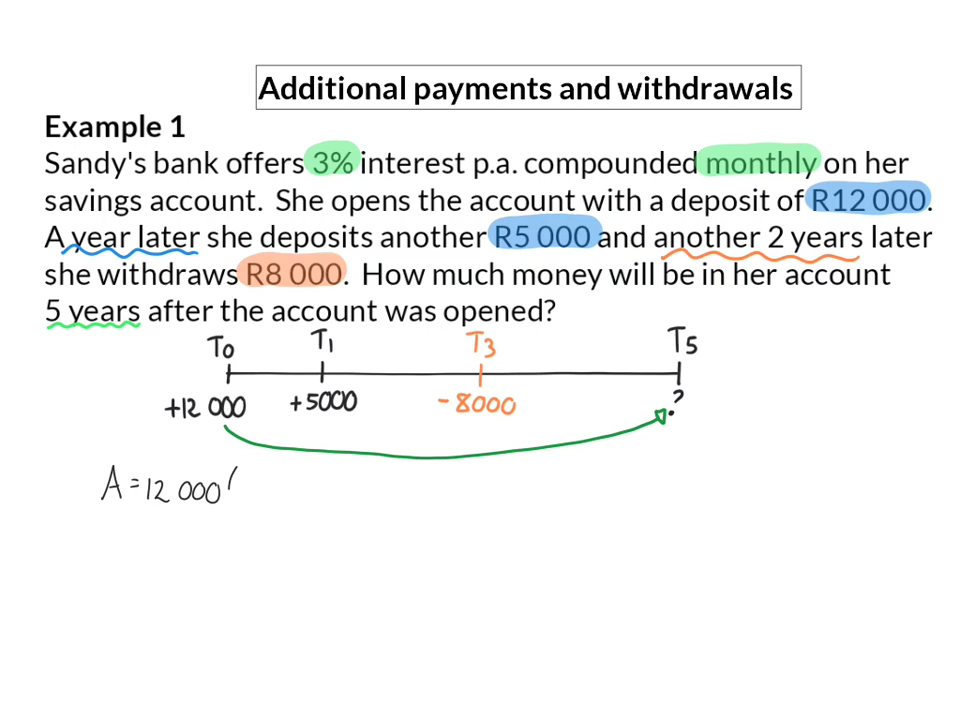 Additional payments and withdrawals
Example 1
Sandy's bank offers 3% interest p.a. compounded monthly on her
savings account. She opens the account with a deposit of R12 000.
A year later she deposits another R5 000 and another 2 years later
she withdraws R8 000. How much money will be in her account
5 years after the account was opened?
T0 T1 T3 T5
+12 000 +5000 -8000 ?
A = 12 000 (